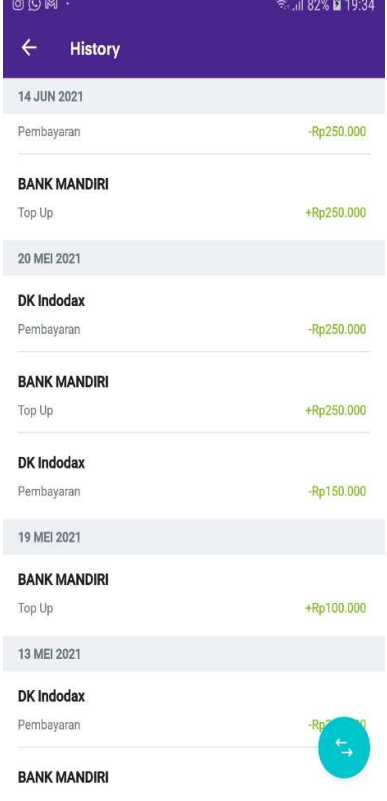 82% 19:34
History
14 JUN 2021
Pembayaran -Rp250.000
BANK MANDIRI
Top Up +Rp250.000
20 MEI 2021
DK Indodax
Pembayaran -Rp250.000
BANK MANDIRI
Top Up +Rp250.000
DK Indodax
Pembayaran -Rp150.000
19 MEI 2021
BANK MANDIRI
Top Up +Rp100.000
13 MEI 2021
DK Indodax
Pembayaran
BANK MANDIRI